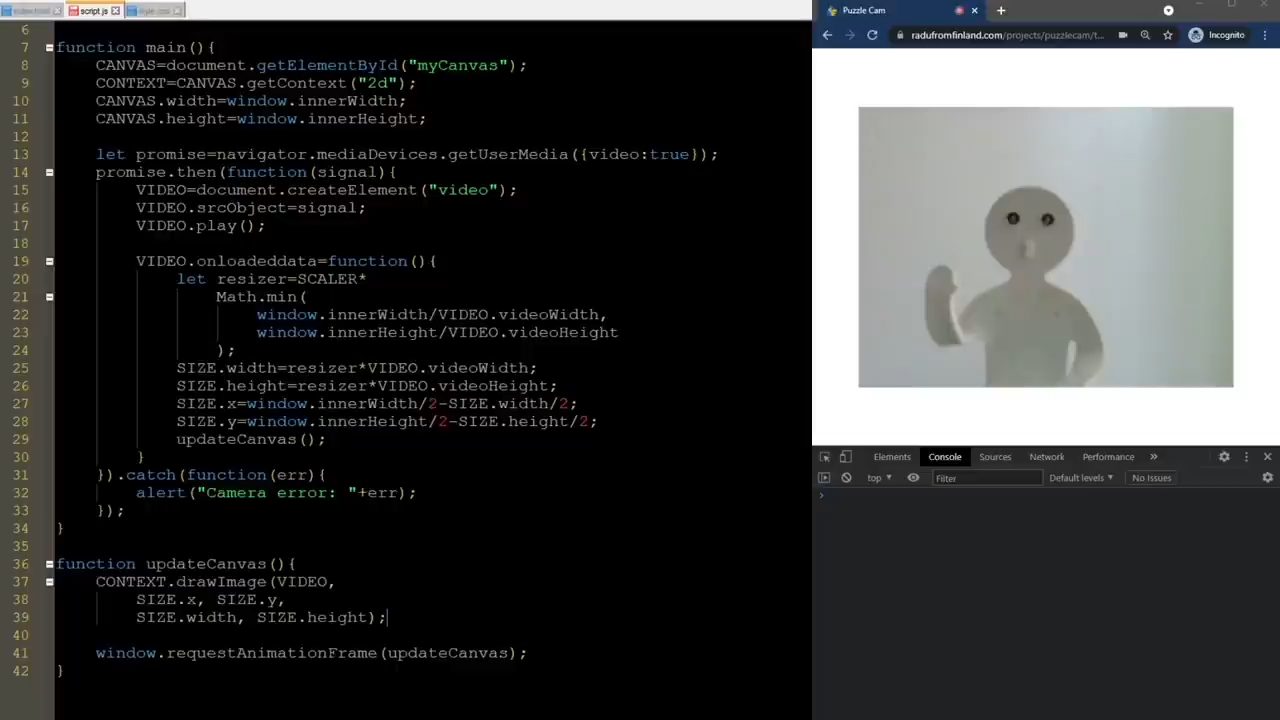 index.html script.js style.css
6
7 function main(){
8 CANVAS=document.getElementById("myCanvas");
9 CONTEXT=CANVAS.getContext("2d");
10 CANVAS.width=window.innerWidth;
11 CANVAS.height=window.innerHeight;
12
13 let promise=navigator.mediaDevices.getUserMedia({video:true});
14 promise.then(function(signal){
15 VIDEO=document.createElement("video");
16 VIDEO.srcObject=signal;
17 VIDEO.play();
18
19 VIDEO.onloadeddata=function(){
20 let resizer=SCALER*
21 Math.min(
22 window.innerWidth/VIDEO.videoWidth,
23 window.innerHeight/VIDEO.videoHeight
24 );
25 SIZE.width=resizer*VIDEO.videoWidth;
26 SIZE.height=resizer*VIDEO.videoHeight;
27 SIZE.x=window.innerWidth/2-SIZE.width/2;
28 SIZE.y=window.innerHeight/2-SIZE.height/2;
29 updateCanvas();
30 }
31 }).catch(function(err){
32 alert("Camera error: "+err);
33 });
34 }
35
36 function updateCanvas(){
37 CONTEXT.drawImage(VIDEO,
38 SIZE.x, SIZE.y,
39 SIZE.width, SIZE.height);
40
41 window.requestAnimationFrame(updateCanvas);
42 }
Puzzle Cam
radufromfinland.com/projects/puzzlecam/t... Incognito
Elements Console Sources Network Performance
top Filter Default levels No Issues